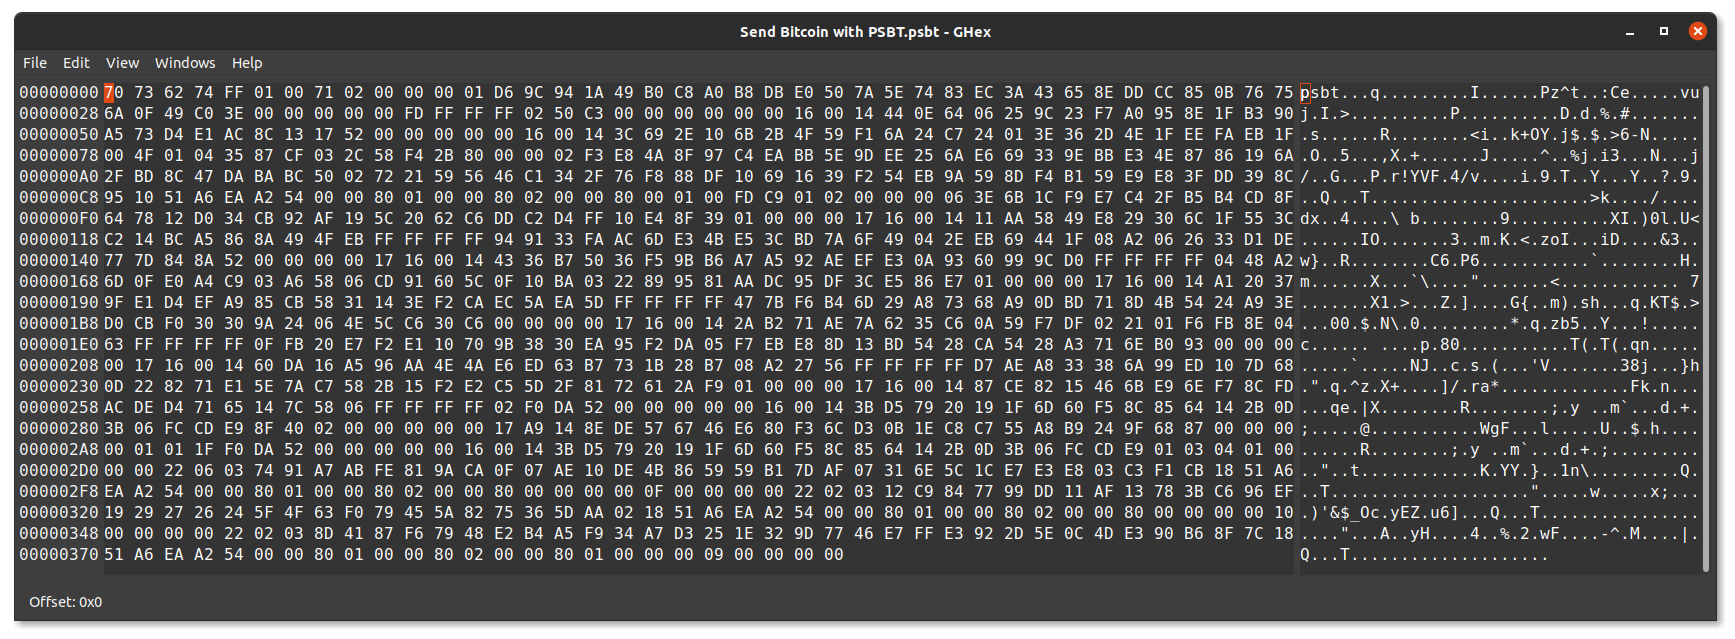 Send Bitcoin with PSBT.psbt - GHex
File Edit View Windows Help
00000000 70 73 62 74 FF 01 00 71 02 00 00 00 01 D6 9C 94 1A 49 B0 C8 A0 B8 DB E0 50 7A 5E 74 83 EC 3A 43 65 8E DD CC 85 0B 76 75 psbt...q.........I......Pz^t..:Ce.....vu
00000028 6A 0F 49 C0 3E 00 00 00 00 00 FD FF FF FF 02 50 C3 00 00 00 00 00 00 16 00 14 44 0E 64 06 25 9C 23 F7 A0 95 8E 1F B3 90 j.I.>..........P..........D.d.%.#.......
00000050 A5 73 D4 E1 AC 8C 13 17 52 00 00 00 00 00 16 00 14 3C 69 2E 10 6B 2B 4F 59 F1 6A 24 C7 24 01 3E 36 2D 4E 1F EE FA EB 1F .s......R........<i..k+OY.j$.$.>6-N.....
00000078 00 4F 01 04 35 87 CF 03 2C 58 F4 2B 80 00 00 02 F3 E8 4A 8F 97 C4 EA BB 5E 9D EE 25 6A E6 69 33 9E BB E3 4E 87 86 19 6A .O..5...,X.+......J.....^..%j.i3...N...j
000000A0 2F BD 8C 47 DA BA BC 50 02 72 21 59 56 46 C1 34 2F 76 F8 88 DF 10 69 16 39 F2 54 EB 9A 59 8D F4 B1 59 E9 E8 3F DD 39 8C /..G...P.r!YVF.4/v....i.9.T..Y...Y..?.9.
000000C8 95 10 51 A6 EA A2 54 00 00 80 01 00 00 80 02 00 00 80 00 01 00 FD C9 01 02 00 00 00 00 06 3E 6B 1C F9 E7 C4 2F B5 B4 CD 8F ..Q...T......................>k..../....
000000F0 64 78 12 D0 34 CB 92 AF 19 5C 20 62 C6 DD C2 D4 FF 10 E4 8F 39 01 00 00 00 17 16 00 14 11 AA 58 49 E8 29 30 6C 1F 55 3C dx..4....\ b........9..........XI.)0l.U<
00000118 C2 14 BC A5 86 8A 49 4F EB FF FF FF FF 94 91 33 FA AC 6D E3 4B E5 3C BD 7A 6F 49 04 2E EB 69 44 1F 08 A2 06 26 33 D1 DE ......IO.......3..m.K.<.zoI...iD....&3..
00000140 77 7D 84 8A 52 00 00 00 00 17 16 00 14 43 36 B7 50 36 F5 9B B6 A7 A5 92 AE EF E3 0A 93 60 99 9C D0 FF FF FF FF 04 48 A2 w}..R........C6.P6...........`........H.
00000168 6D 0F E0 A4 C9 03 A6 58 06 CD 91 60 5C 0F 10 BA 03 22 89 95 81 AA DC 95 DF 3C E5 86 E7 01 00 00 00 17 16 00 14 A1 20 37 m......X...`\....".......<............ 7
00000190 9F E1 D4 EF A9 85 CB 58 31 14 3E F2 CA EC 5A EA 5D FF FF FF FF 47 7B F6 B4 6D 29 A8 73 68 A9 0D BD 71 8D 4B 54 24 A9 3E .......X1.>...Z.]....G{..m).sh...q.KT$.>
000001B8 D0 CB F0 30 30 9A 24 06 4E 5C C6 30 C6 00 00 00 00 17 16 00 14 2A B2 71 AE 7A 62 35 C6 0A 59 F7 DF 02 21 01 F6 FB 8E 04 ...00.$.N\.0.........*.q.zb5..Y...!.....
000001E0 63 FF FF FF FF 0F FB 20 E7 F2 E1 10 70 9B 38 30 EA 95 F2 DA 05 F7 EB E8 8D 13 BD 54 28 CA 54 28 A3 71 6E B0 93 00 00 00 c...... ....p.80...........T(.T(.qn.....
00000208 00 17 16 00 14 60 DA 16 A5 96 AA 4E 4A E6 ED 63 B7 73 1B 28 B7 08 A2 27 56 FF FF FF FF D7 AE A8 33 38 6A 99 ED 10 7D 68 .....`.....NJ..c.s.(...'V.......38j...}h
00000230 0D 22 82 71 E1 5E 7A C7 58 2B 15 F2 E2 C5 5D 2F 81 72 61 2A F9 01 00 00 00 17 16 00 14 87 CE 82 15 46 6B E9 6E F7 8C FD .".q.^z.X+....]/.ra*..............Fk.n...
00000258 AC DE D4 71 65 14 7C 58 06 FF FF FF FF 02 F0 DA 52 00 00 00 00 00 16 00 14 3B D5 79 20 19 1F 6D 60 F5 8C 85 64 14 2B 0D ...qe.|X........R........;.y ..m`...d.+.
00000280 3B 06 FC CD E9 8F 40 02 00 00 00 00 00 17 A9 14 8E DE 57 67 46 E6 80 F3 6C D3 0B 1E C8 C7 55 A8 B9 24 9F 68 87 00 00 00 ;.....@...........WgF...l.....U..$.h....
000002A8 00 01 01 1F F0 DA 52 00 00 00 00 00 16 00 14 3B D5 79 20 19 1F 6D 60 F5 8C 85 64 14 2B 0D 3B 06 FC CD E9 01 03 04 01 00 ......R........;.y ..m`...d.+.;.........
000002D0 00 00 22 06 03 74 91 A7 AB FE 81 9A CA 0F 07 AE 10 DE 4B 86 59 59 B1 7D AF 07 31 6E 5C 1C E7 E3 E8 03 C3 F1 CB 18 51 A6 .."..t............K.YY.}..1n\.........Q.
000002F8 EA A2 54 00 00 80 01 00 00 80 02 00 00 80 00 00 00 00 0F 00 00 00 00 22 02 03 12 C9 84 77 99 DD 11 AF 13 78 3B C6 96 EF ..T....................".....w.....x;...
00000320 19 29 27 26 24 5F 4F 63 F0 79 45 5A 82 75 36 5D AA 02 18 51 A6 EA A2 54 00 00 80 01 00 00 80 02 00 00 80 01 00 00 00 00 .)'&$_Oc.yEZ.u6]...Q...T................
00000348 00 00 00 00 22 02 03 8D 41 87 F6 79 48 E2 B4 A5 F9 34 A7 D3 25 1E 32 9D 77 46 E7 FF E3 92 2D 5E 0C 4D E3 90 B6 8F 7C 18 ...."...A..yH....4..%.2.wF....-^.M....|.
00000370 51 A6 EA A2 54 00 00 80 01 00 00 80 02 00 00 80 01 00 00 00 09 00 00 00 00 Q...T....................
Offset: 0x0